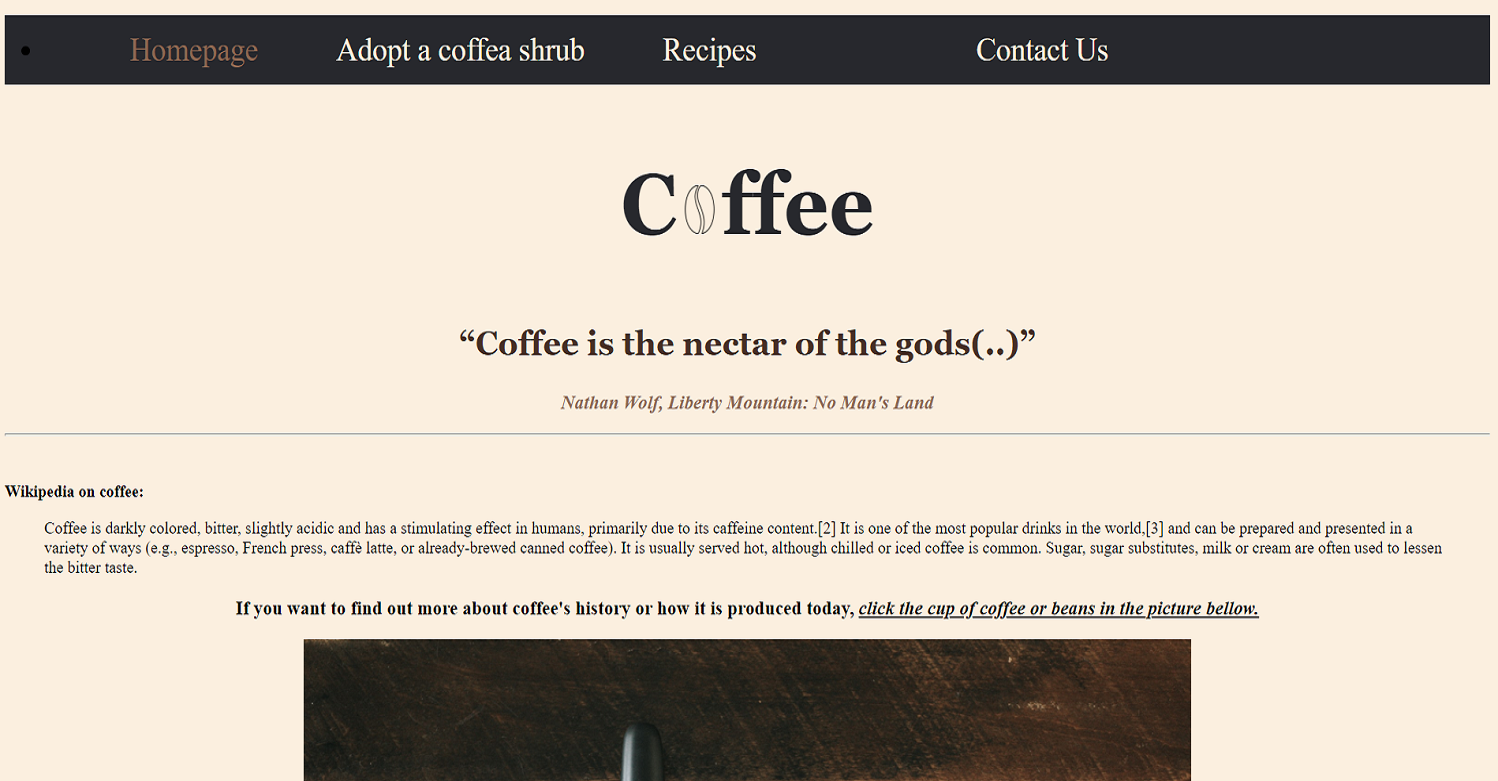 Homepage Adopt a coffea shrub Recipes Contact Us
Coffee
“Coffee is the nectar of the gods(..)”
Nathan Wolf, Liberty Mountain: No Man's Land
Wikipedia on coffee:
Coffee is darkly colored, bitter, slightly acidic and has a stimulating effect in humans, primarily due to its caffeine content.[2] It is one of the most popular drinks in the world,[3] and can be prepared and presented in a
variety of ways (e.g., espresso, French press, caffè latte, or already-brewed canned coffee). It is usually served hot, although chilled or iced coffee is common. Sugar, sugar substitutes, milk or cream are often used to lessen
the bitter taste.
If you want to find out more about coffee's history or how it is produced today, click the cup of coffee or beans in the picture bellow.